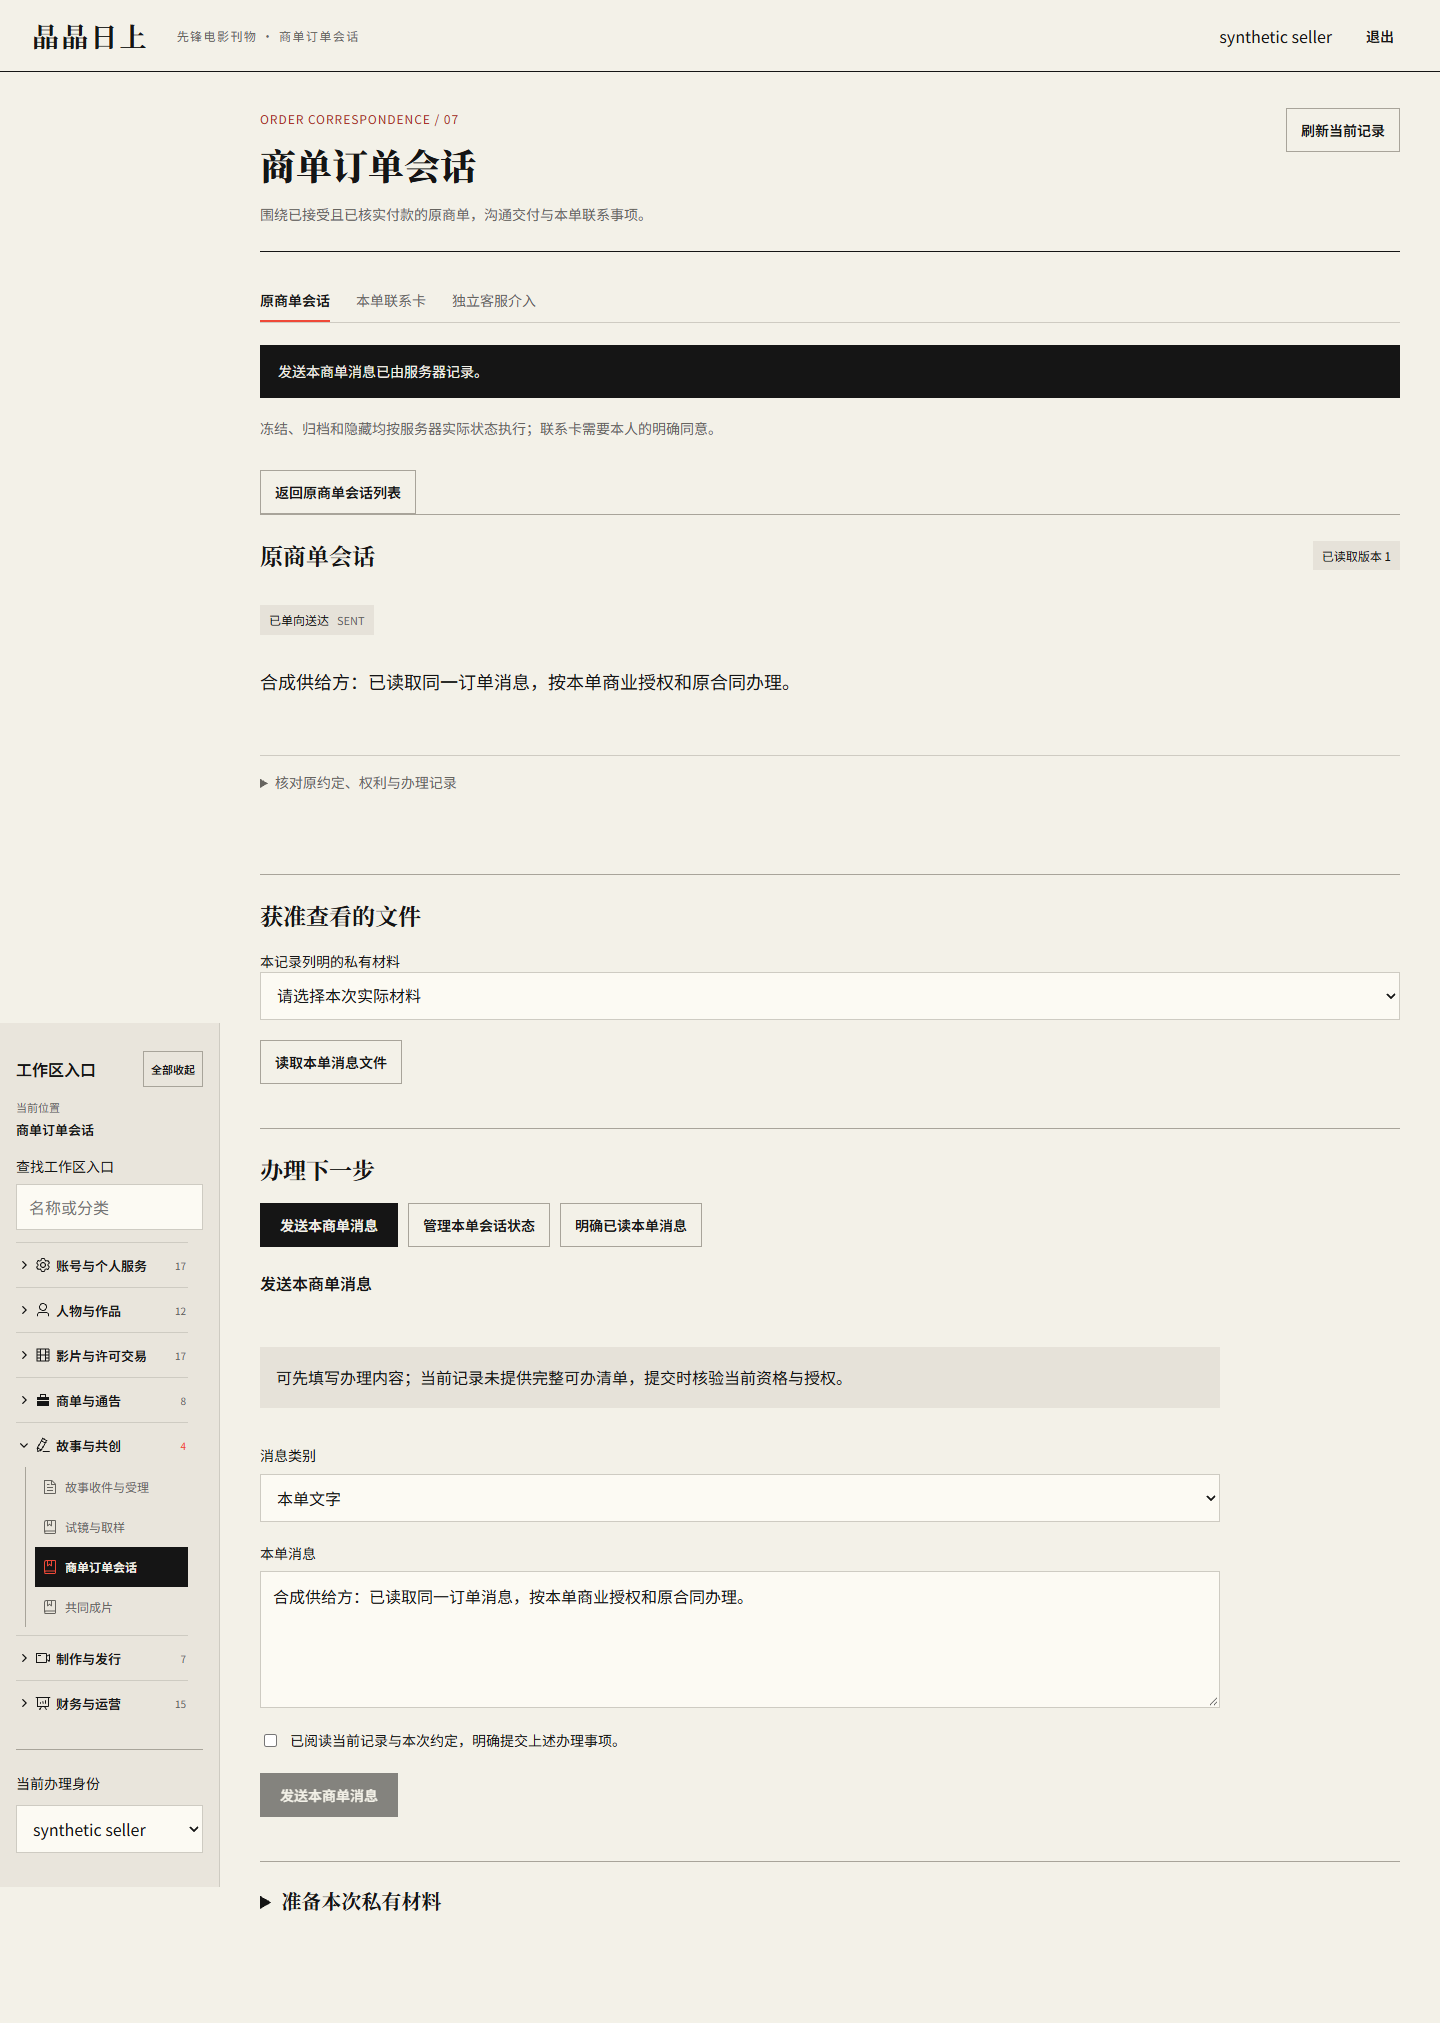 晶晶日上
先锋电影刊物 · 商单订单会话
synthetic seller
退出
ORDER CORRESPONDENCE / 07
商单订单会话
刷新当前记录
围绕已接受且已核实付款的原商单，沟通交付与本单联系事项。
原商单会话
本单联系卡
独立客服介入
发送本商单消息已由服务器记录。
冻结、归档和隐藏均按服务器实际状态执行；联系卡需要本人的明确同意。
返回原商单会话列表
原商单会话
已读取版本 1
已单向送达 SENT
合成供给方：已读取同一订单消息，按本单商业授权和原合同办理。
核对原约定、权利与办理记录
获准查看的文件
本记录列明的私有材料
请选择本次实际材料
读取本单消息文件
办理下一步
发送本商单消息
管理本单会话状态
明确已读本单消息
发送本商单消息
可先填写办理内容；当前记录未提供完整可办清单，提交时核验当前资格与授权。
消息类别
本单文字
本单消息
合成供给方：已读取同一订单消息，按本单商业授权和原合同办理。
已阅读当前记录与本次约定，明确提交上述办理事项。
发送本商单消息
准备本次私有材料
工作区入口
全部收起
当前位置
商单订单会话
查找工作区入口
名称或分类
账号与个人服务 17
人物与作品 12
影片与许可交易 17
商单与通告 8
故事与共创 4
故事收件与受理
试镜与取样
商单订单会话
共同成片
制作与发行 7
财务与运营 15
当前办理身份
synthetic seller